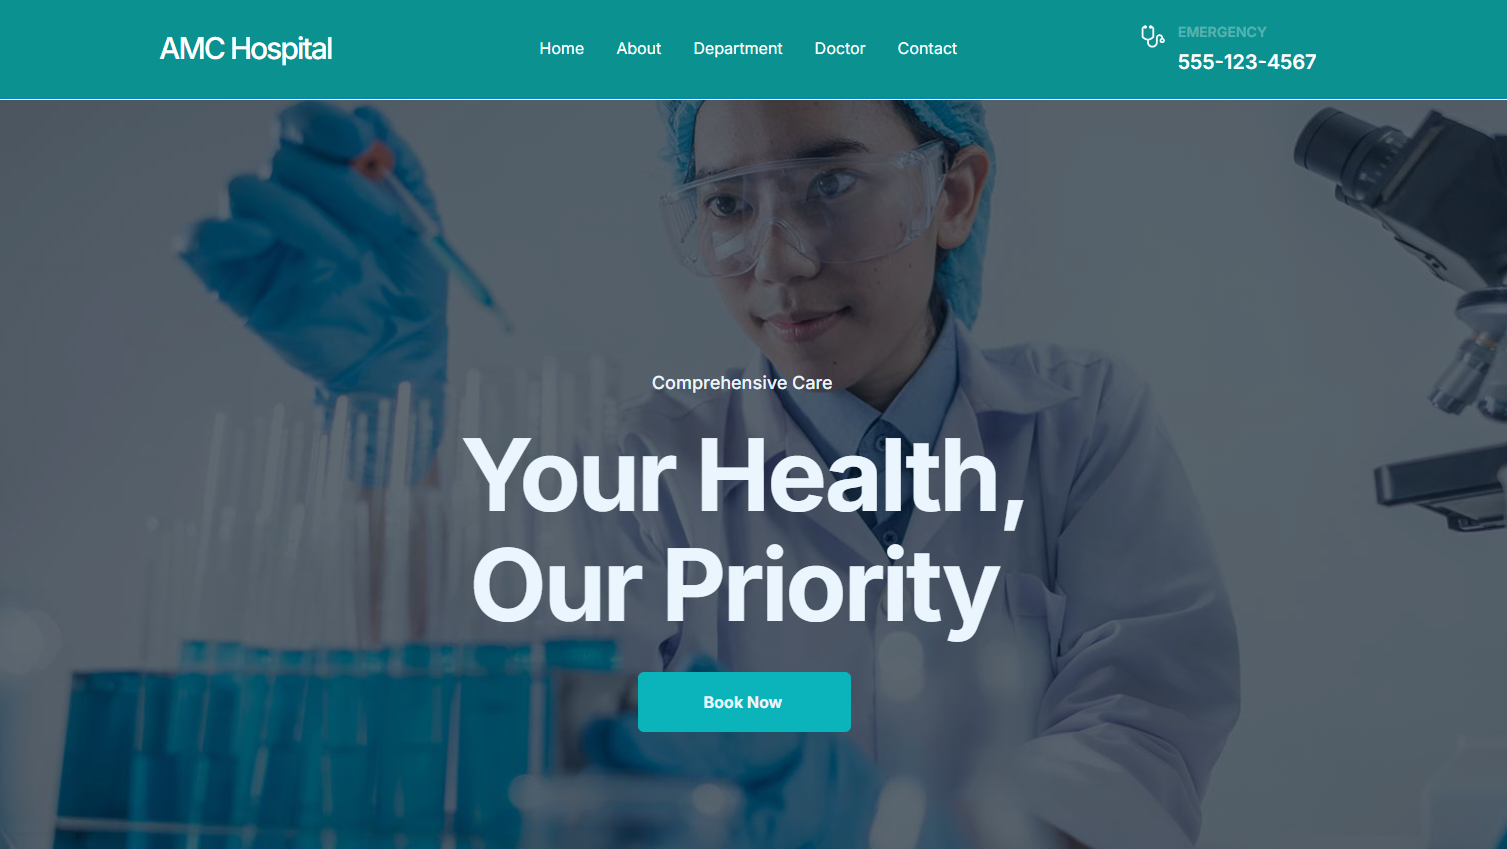 AMC Hospital
Home
About
Department
Doctor
Contact
EMERGENCY
555-123-4567
Comprehensive Care
Your Health,
Our Priority
Book Now